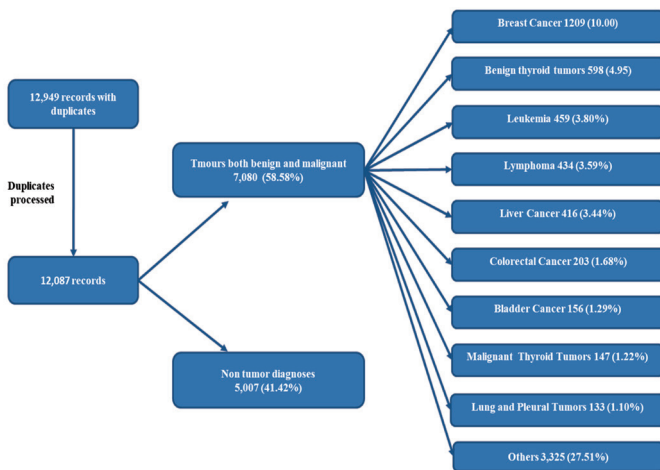 12,949 records with
duplicates
Duplicates
processed
12,087 records
Tmours both benign and malignant
7,080 (58.58%)
Non tumor diagnoses
5,007 (41.42%)
Breast Cancer 1209 (10.00)
Benign thyroid tumors 598 (4.95)
Leukemia 459 (3.80%)
Lymphoma 434 (3.59%)
Liver Cancer 416 (3.44%)
Colorectal Cancer 203 (1.68%)
Bladder Cancer 156 (1.29%)
Malignant Thyroid Tumors 147 (1.22%)
Lung and Pleural Tumors 133 (1.10%)
Others 3,325 (27.51%)